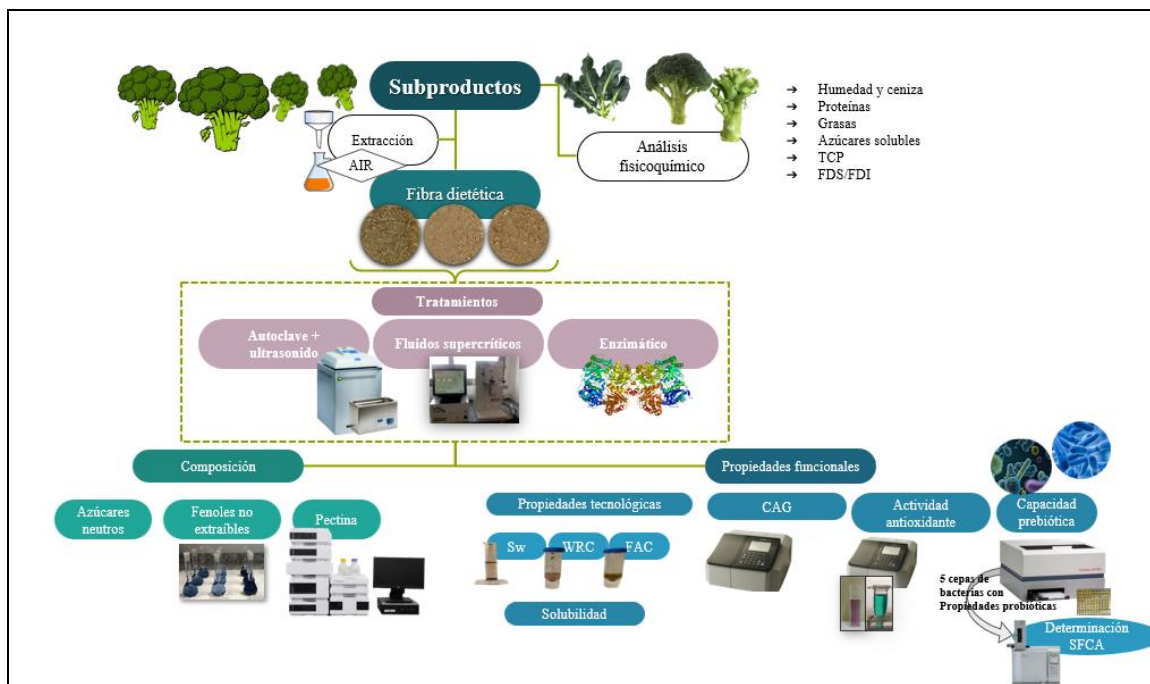 Subproductos
Extracción
AIR
Fibra dietética
Análisis
fisicoquímico
→ Humedad y ceniza
→ Proteínas
→ Grasas
→ Azúcares solubles
→ TCP
→ FDS/FDI
Tratamientos
Autoclave +
ultrasonido
Fluidos supercríticos
Enzimático
Composición
Propiedades funcionales
Azúcares
neutros
Fenoles no
extraíbles
Pectina
Propiedades tecnológicas
Sw
WRC
FAC
Solubilidad
CAG
Actividad
antioxidante
Capacidad
prebiótica
5 cepas de
bacterias con
Propiedades probióticas
Determinación
SFCA